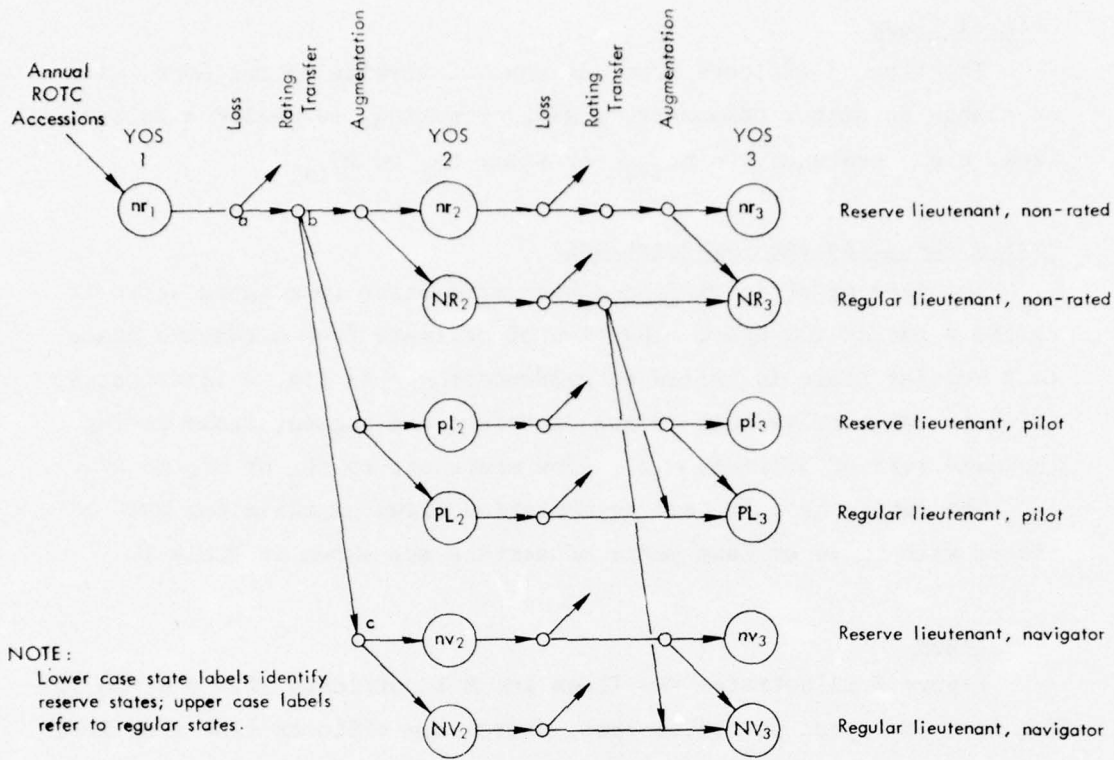 Annual
ROTC
Accessions
Loss
Rating
Transfer
Augmentation
Loss
Rating
Transfer
Augmentation
YOS
1
YOS
2
YOS
3
nr1
a
b
nr2
nr3
Reserve lieutenant, non-rated
NR2
NR3
Regular lieutenant, non-rated
pl2
pl3
Reserve lieutenant, pilot
PL2
PL3
Regular lieutenant, pilot
c
nv2
nv3
Reserve lieutenant, navigator
NV2
NV3
Regular lieutenant, navigator
NOTE:
Lower case state labels identify
reserve states; upper case labels
refer to regular states.